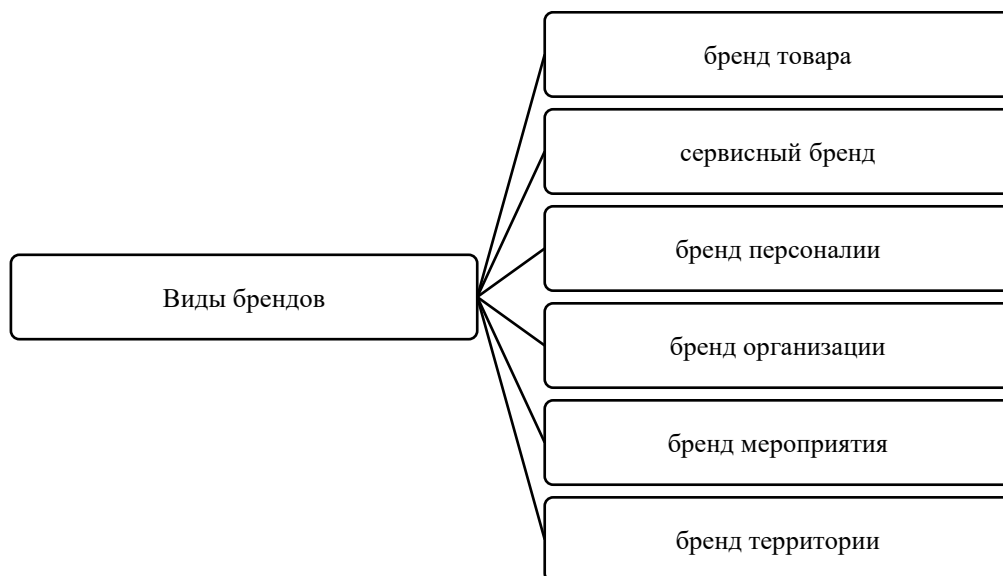 бренд товара
сервисный бренд
бренд персоналии
Виды брендов
бренд организации
бренд мероприятия
бренд территории